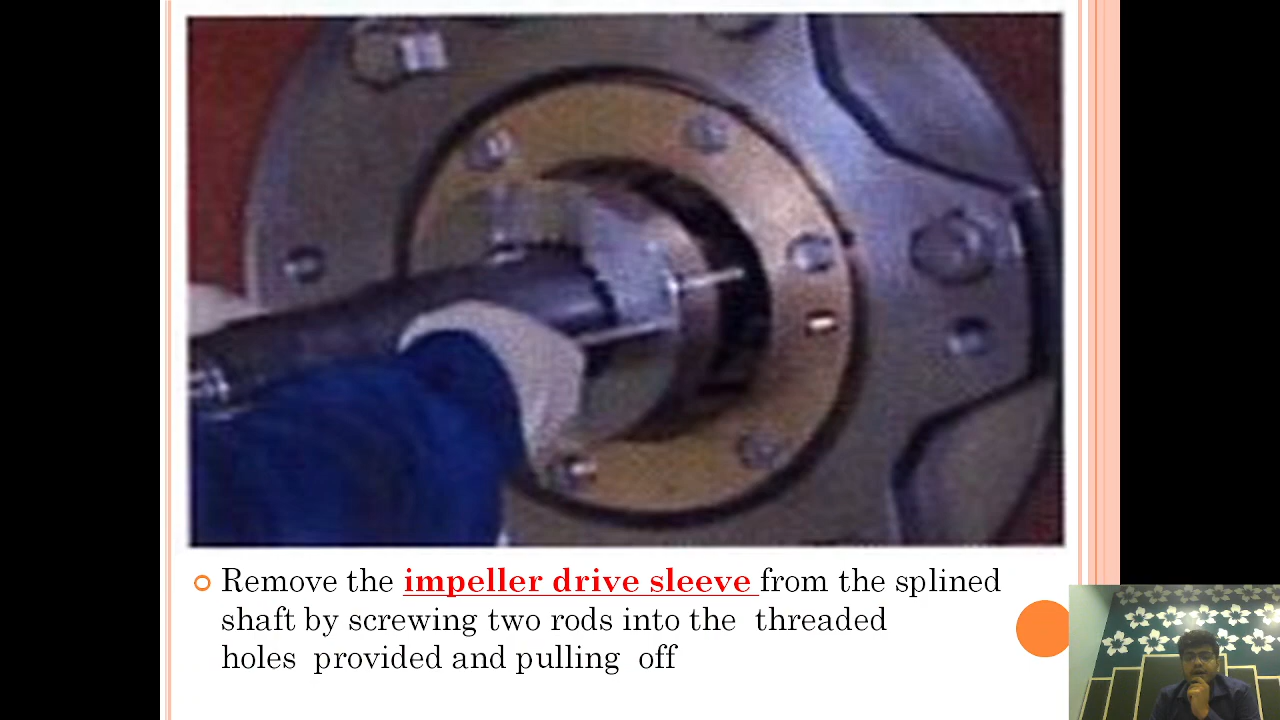 Remove the impeller drive sleeve from the splined
shaft by screwing two rods into the threaded
holes provided and pulling off